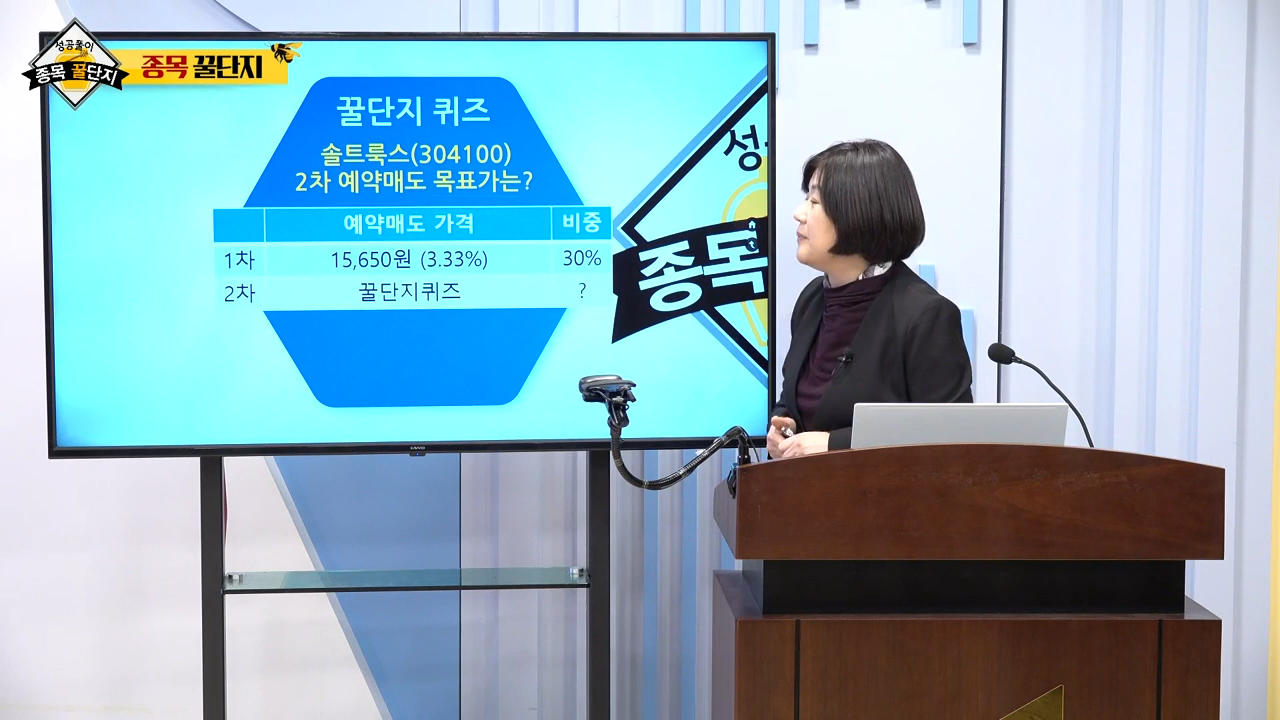 성공풀이
종목 꿀단지
종목 꿀단지
꿀단지 퀴즈
솔트룩스(304100)
2차 예약매도 목표가는?
예약매도 가격 비중
1차 15,650원 (3.33%) 30%
2차 꿀단지퀴즈 ?
성
종목